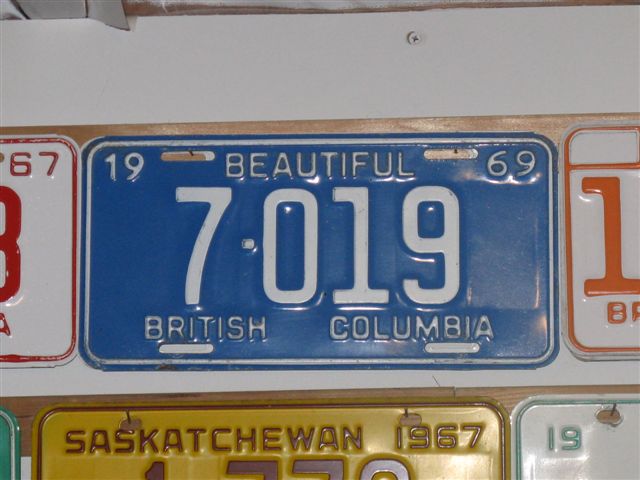 67
19 BEAUTIFUL 69
7·019
BRITISH COLUMBIA
SASKATCHEWAN 1967
19